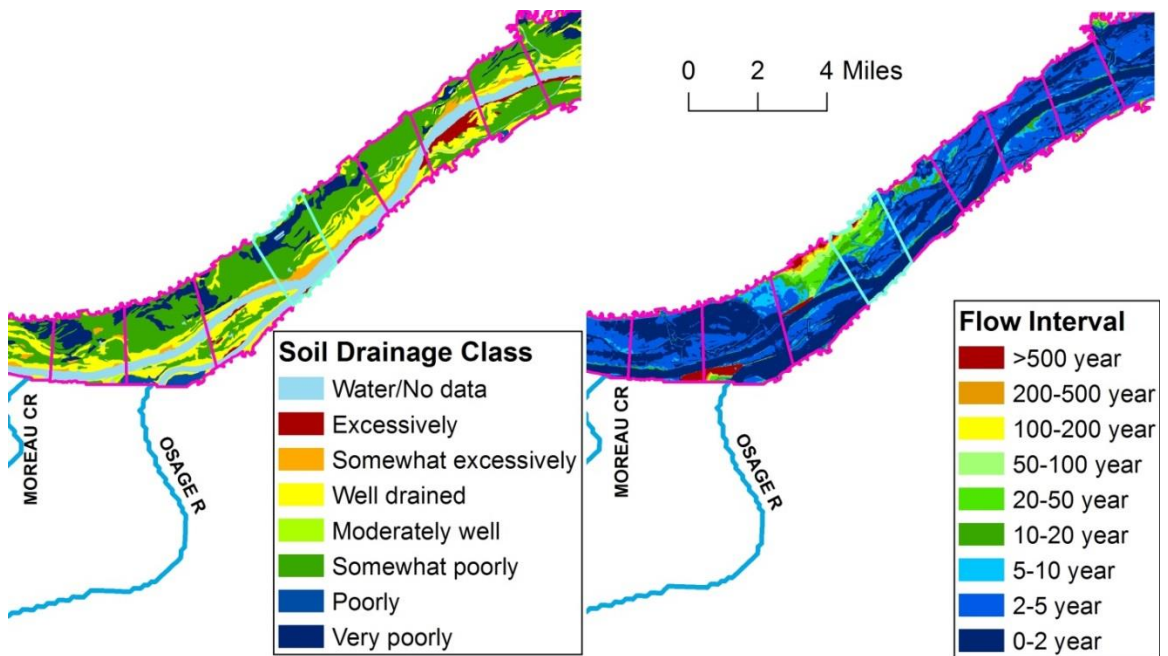 0 2 4 Miles
Soil Drainage Class
Water/No data
Excessively
Somewhat excessively
Well drained
Moderately well
Somewhat poorly
Poorly
Very poorly
MOREAU CR
OSAGE R
Flow Interval
>500 year
200-500 year
100-200 year
50-100 year
20-50 year
10-20 year
5-10 year
2-5 year
0-2 year
MOREAU CR
OSAGE R